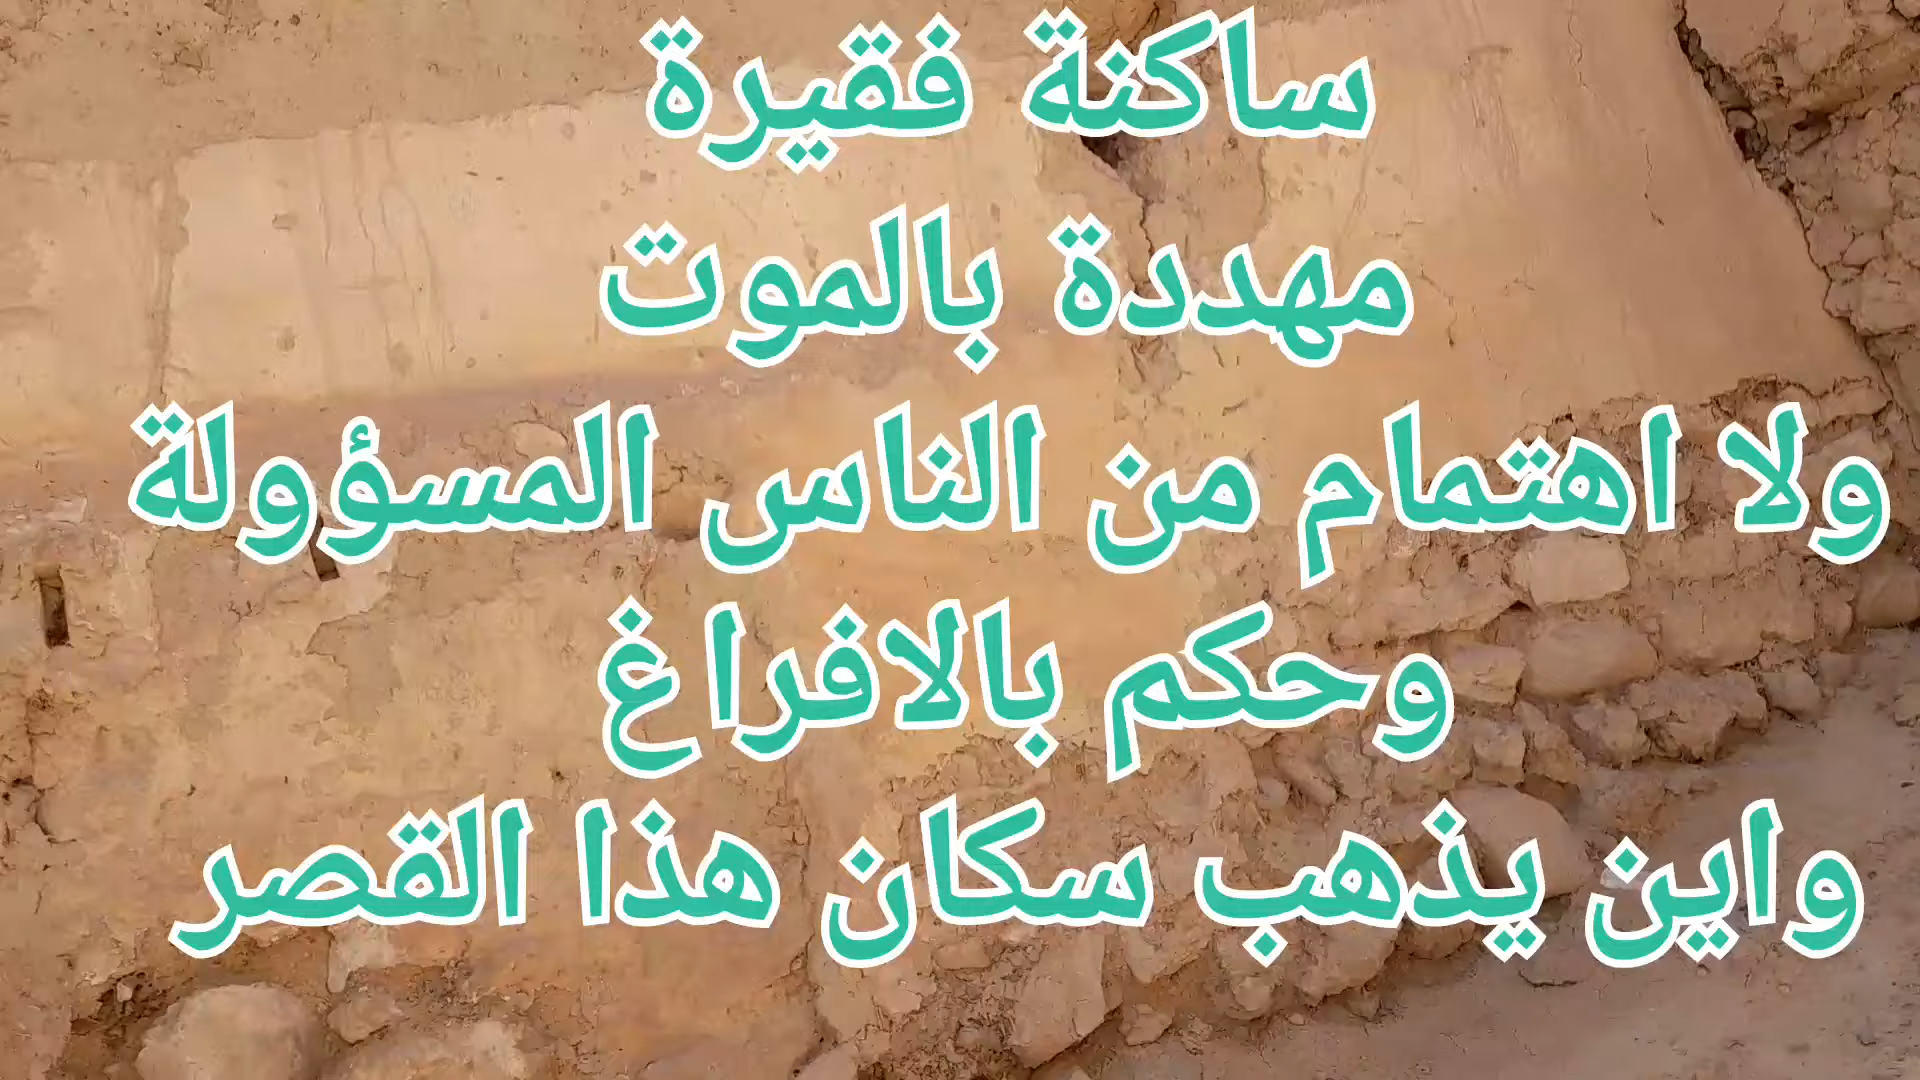 ساكنة فقيرة
مهددة بالموت
ولا اهتمام من الناس المسؤولة
وحكم بالافراغ
واين يذهب سكان هذا القصر